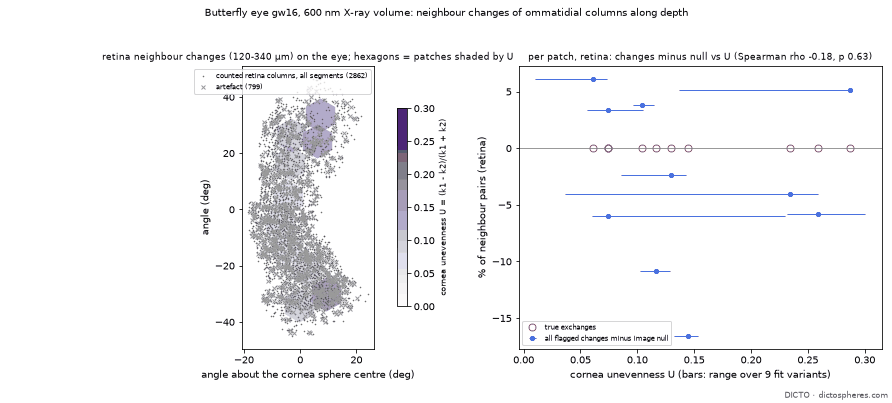 Butterfly eye gw16, 600 nm X-ray volume: neighbour changes of ommatidial columns along depth
retina neighbour changes (120-340 µm) on the eye; hexagons = patches shaded by U
per patch, retina: changes minus null vs U (Spearman rho -0.18, p 0.63)
counted retina columns, all segments (2862)
artefact (799)
40
20
0
−20
−40
−20
0
20
angle (deg)
angle about the cornea sphere centre (deg)
0.30
0.25
0.20
0.15
0.10
0.05
0.00
cornea unevenness U = (k1 - k2)/(k1 + k2)
5
0
−5
−10
−15
% of neighbour pairs (retina)
true exchanges
all flagged changes minus image null
0.00
0.05
0.10
0.15
0.20
0.25
0.30
cornea unevenness U (bars: range over 9 fit variants)
DICTO · dictospheres.com